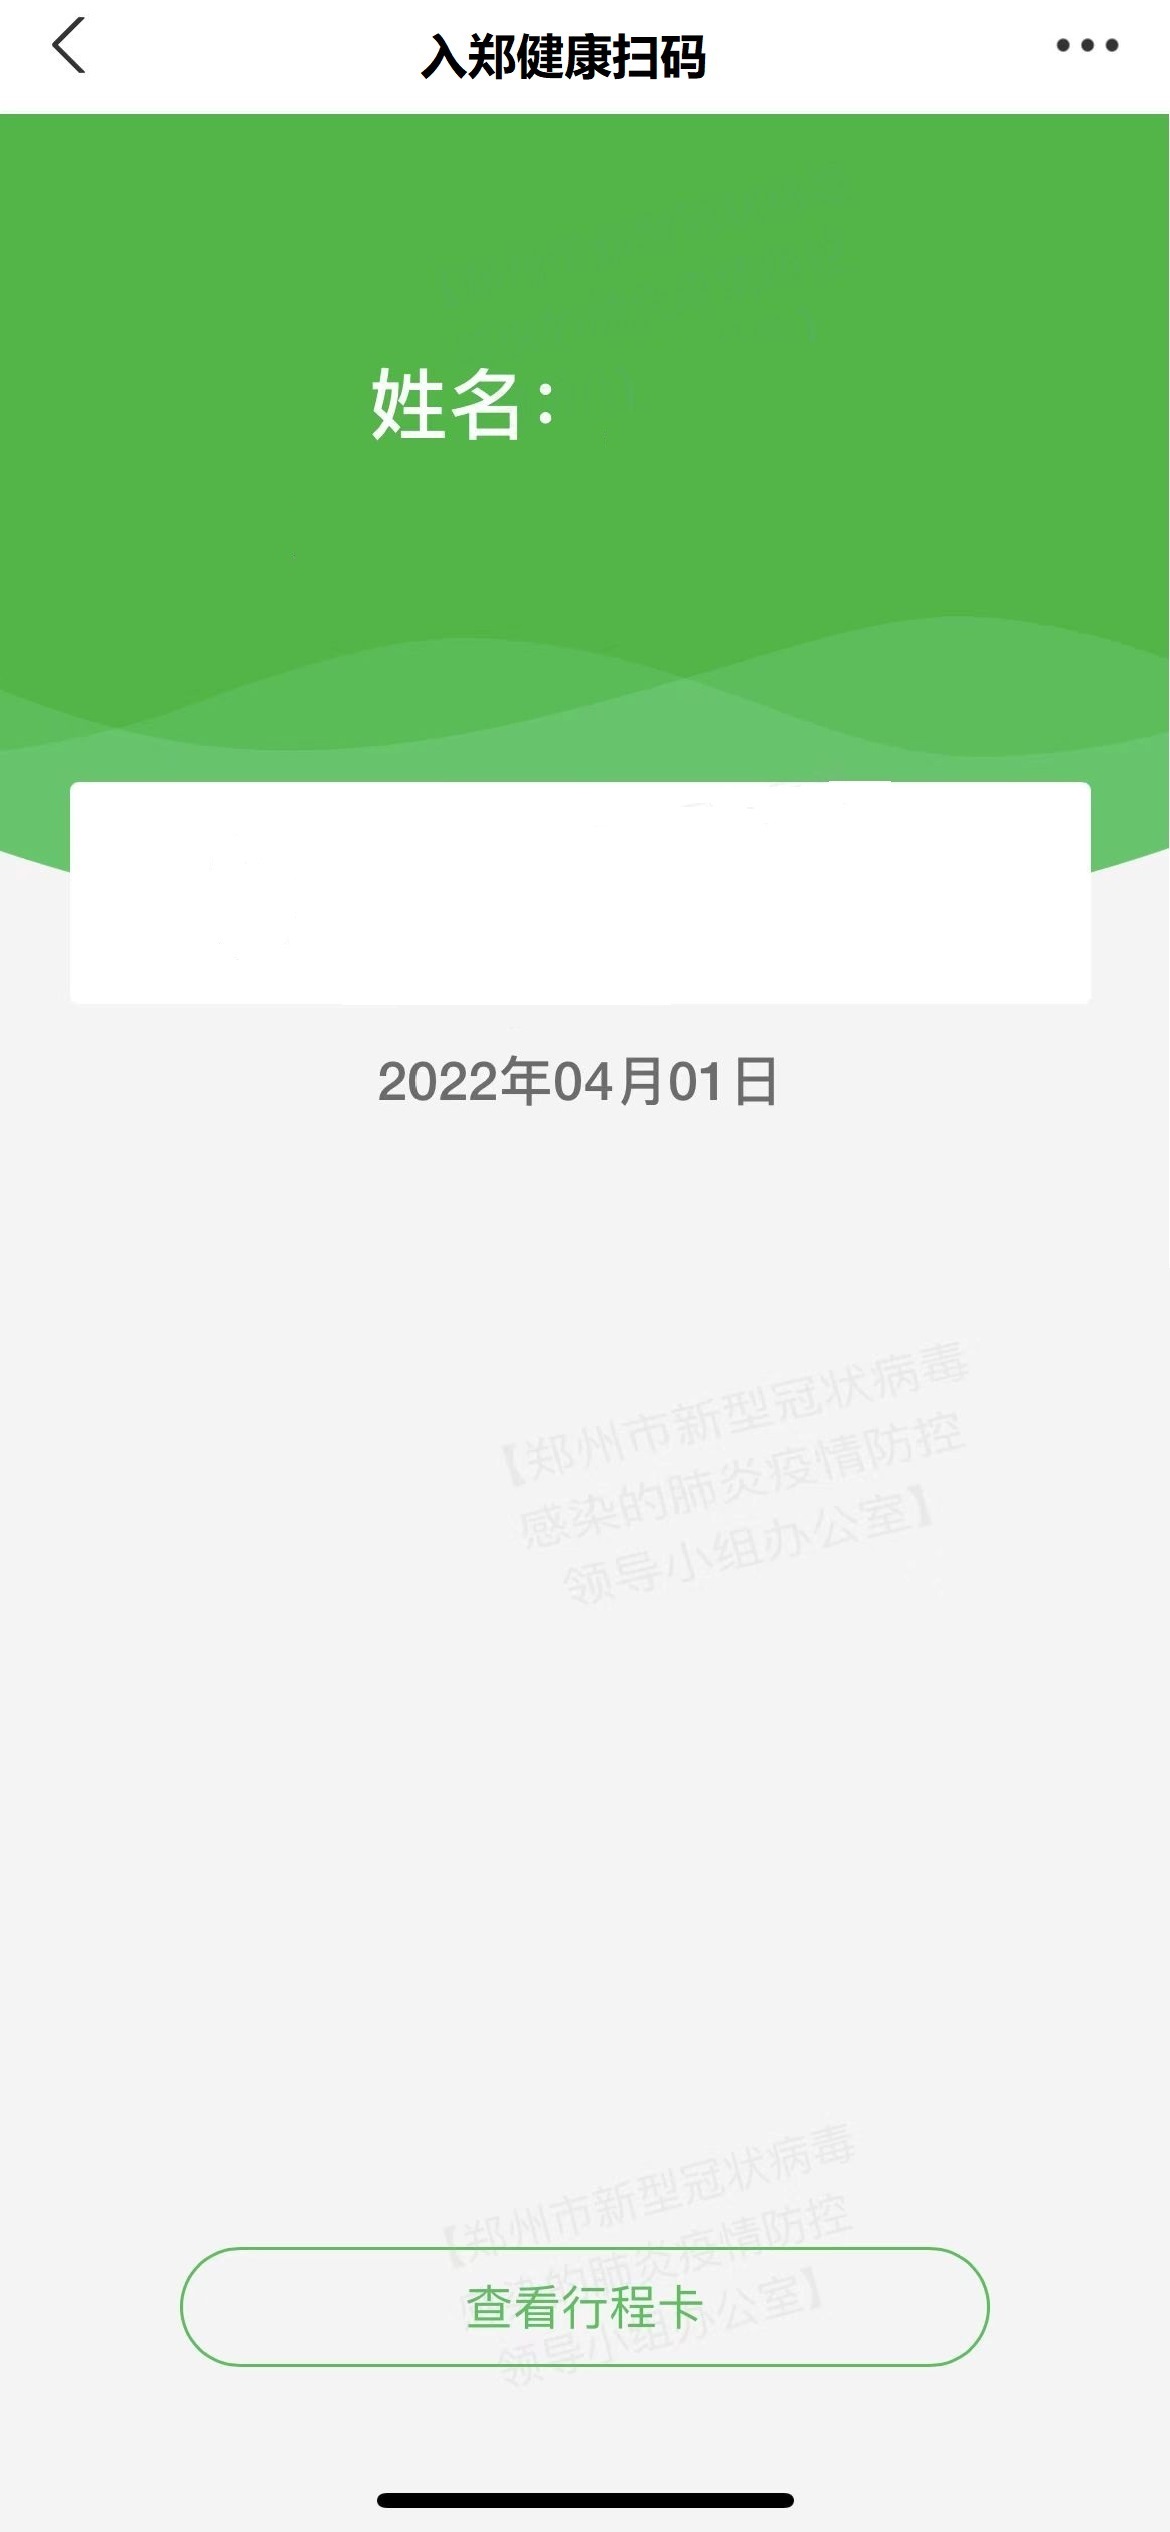 入郑健康扫码
姓名：
2022年04月01日
【郑州市新型冠状病毒
感染的肺炎疫情防控
领导小组办公室】
【郑州市新型冠状病毒
感染的肺炎疫情防控
领导小组办公室】
查看行程卡